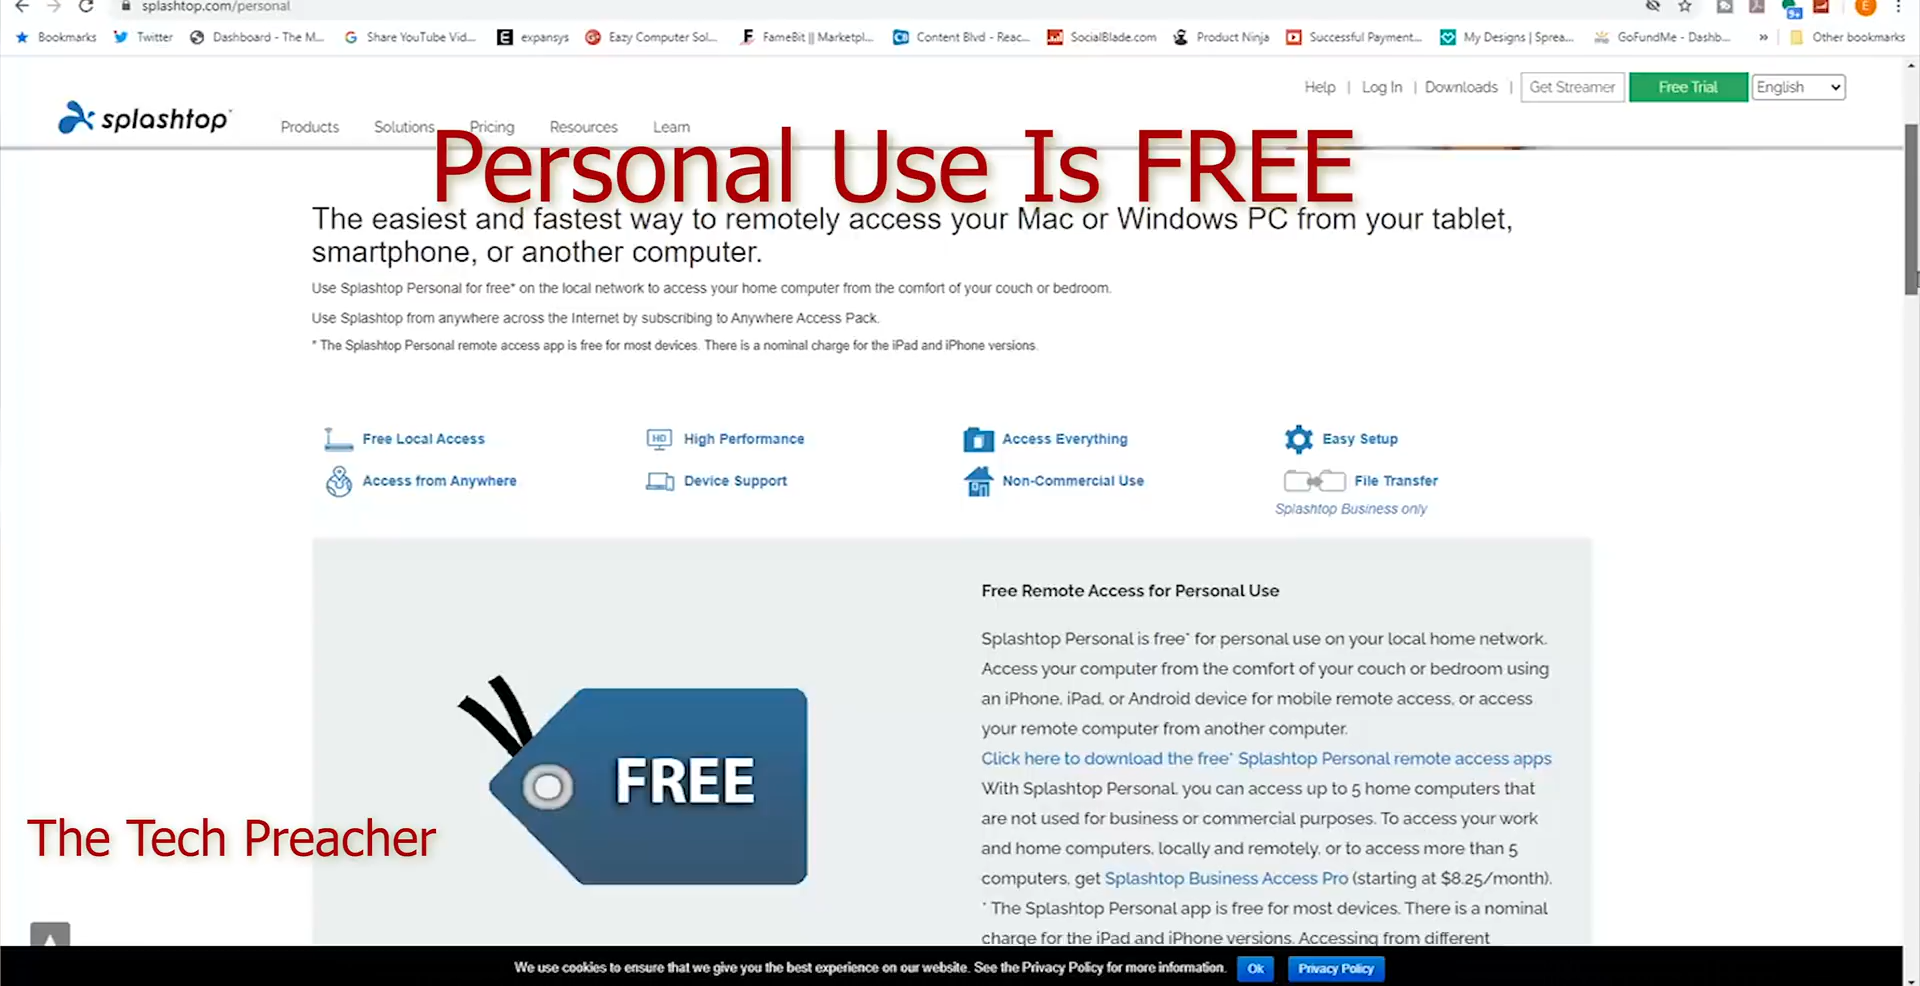 splashtop.com/personal
Bookmarks Twitter Dashboard - The M... Share YouTube Vid... expansys Eazy Computer Sol... FameBit || Marketpl... Content Blvd - Reac... SocialBlade.com Product Ninja Successful Payment... My Designs | Sprea... GoFundMe - Dashb... » Other bookmarks
Help | Log In | Downloads | Get Streamer Free Trial English
splashtop
Products Solutions Pricing Resources Learn
Personal Use Is FREE
The easiest and fastest way to remotely access your Mac or Windows PC from your tablet,
smartphone, or another computer.
Use Splashtop Personal for free* on the local network to access your home computer from the comfort of your couch or bedroom.
Use Splashtop from anywhere across the Internet by subscribing to Anywhere Access Pack.
* The Splashtop Personal remote access app is free for most devices. There is a nominal charge for the iPad and iPhone versions.
Free Local Access HD High Performance Access Everything Easy Setup
Access from Anywhere Device Support Non-Commercial Use File Transfer
Splashtop Business only
Free Remote Access for Personal Use
Splashtop Personal is free* for personal use on your local home network.
Access your computer from the comfort of your couch or bedroom using
an iPhone, iPad, or Android device for mobile remote access, or access
your remote computer from another computer.
Click here to download the free* Splashtop Personal remote access apps
With Splashtop Personal, you can access up to 5 home computers that
are not used for business or commercial purposes. To access your work
and home computers, locally and remotely, or to access more than 5
computers, get Splashtop Business Access Pro (starting at $8.25/month).
* The Splashtop Personal app is free for most devices. There is a nominal
charge for the iPad and iPhone versions. Accessing from different
FREE
The Tech Preacher
We use cookies to ensure that we give you the best experience on our website. See the Privacy Policy for more information. Ok Privacy Policy